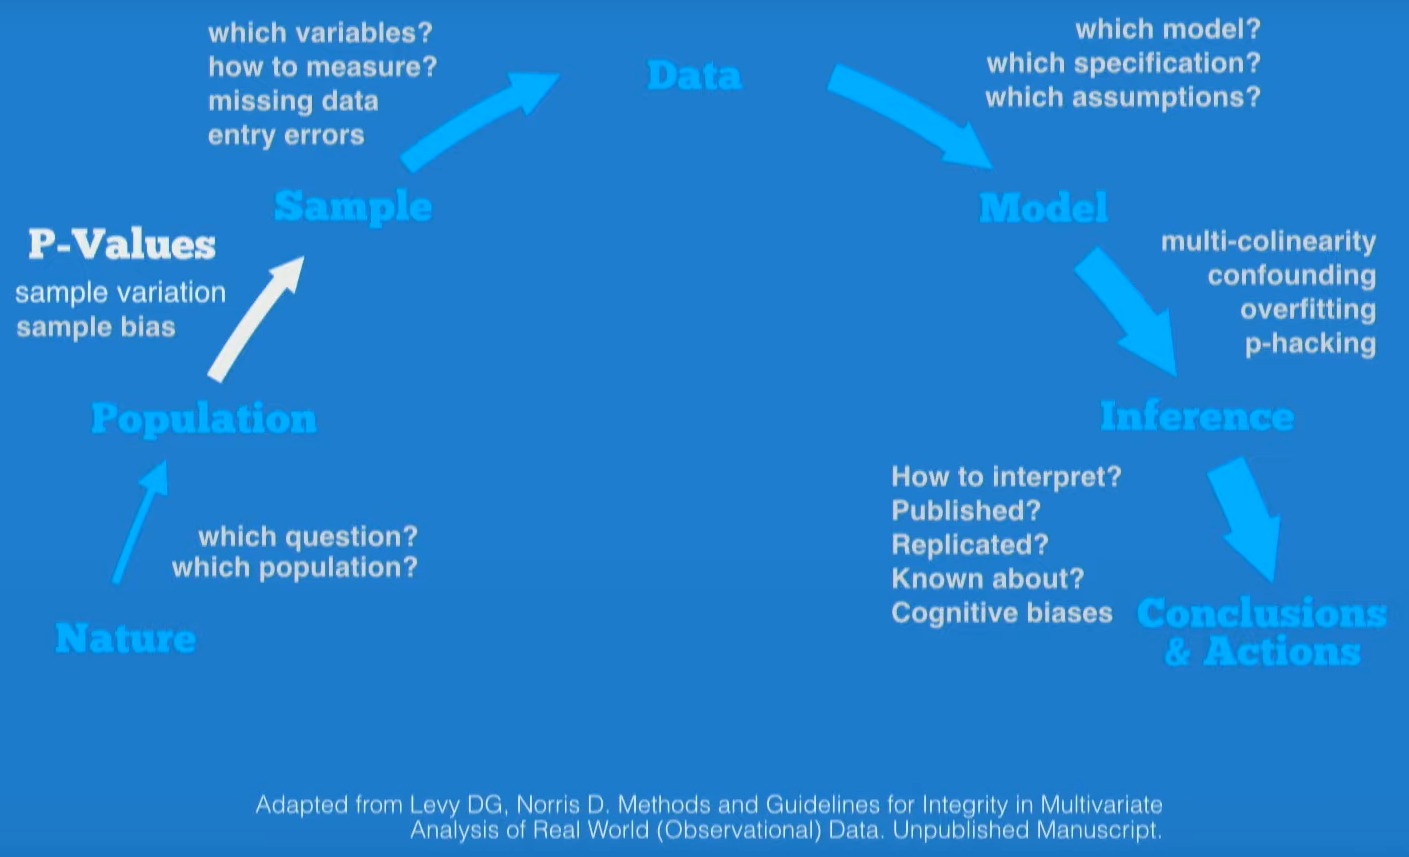 which variables?
how to measure?
missing data
entry errors
Data
which model?
which specification?
which assumptions?
Sample
Model
P-Values
sample variation
sample bias
multi-colinearity
confounding
overfitting
p-hacking
Population
Inference
which question?
which population?
How to interpret?
Published?
Replicated?
Known about?
Cognitive biases
Nature
Conclusions
& Actions
Adapted from Levy DG, Norris D. Methods and Guidelines for Integrity in Multivariate
Analysis of Real World (Observational) Data. Unpublished Manuscript.